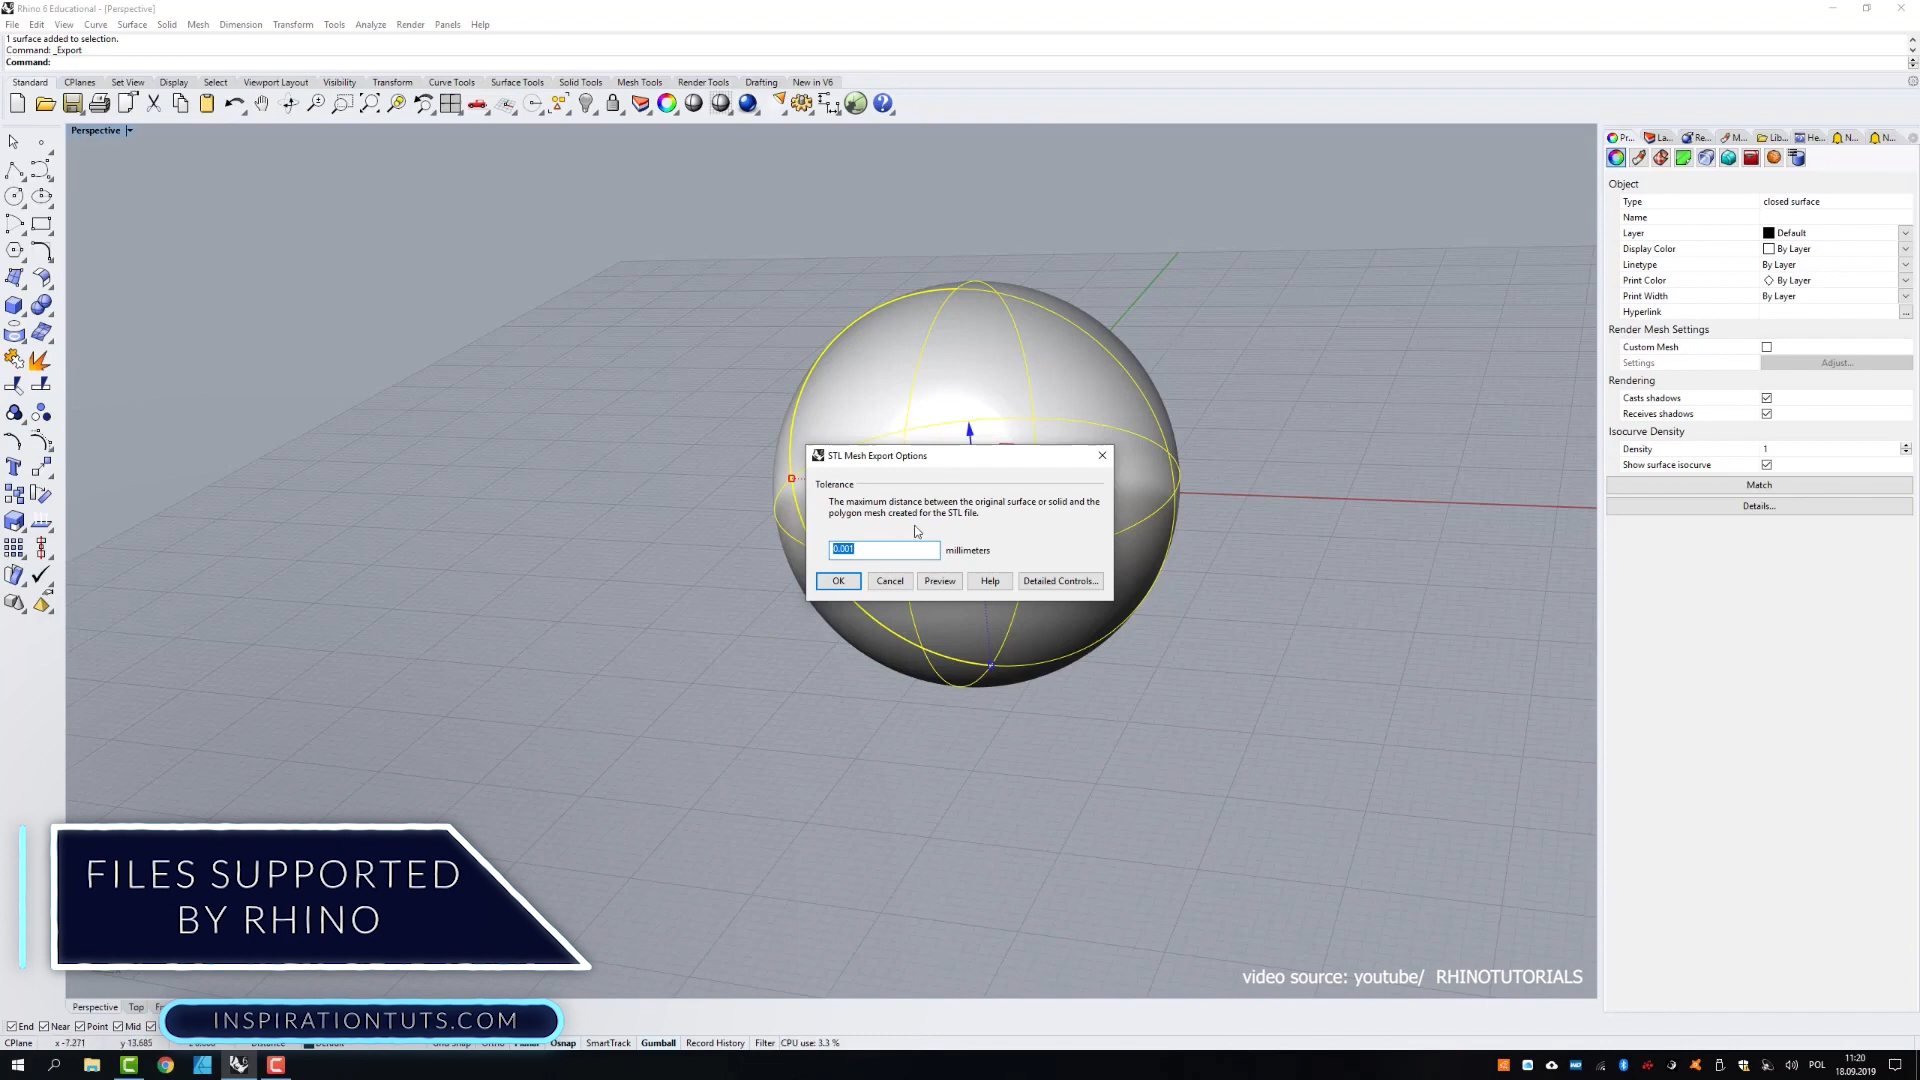 Rhino 6 Educational - [Perspective]
File Edit View Curve Surface Solid Mesh Dimension Transform Tools Analyze Render Panels Help
1 surface added to selection.
Command: _Export
Command:
Standard CPlanes Set View Display Select Viewport Layout Visibility Transform Curve Tools Surface Tools Solid Tools Mesh Tools Render Tools Drafting New in V6
Perspective
Pr... La... Re... M... Lib... He... N... N...
Object
Type closed surface
Name
Layer Default
Display Color By Layer
Linetype By Layer
Print Color By Layer
Print Width By Layer
Hyperlink ...
Render Mesh Settings
Custom Mesh
Settings Adjust...
Rendering
Casts shadows
Receives shadows
Isocurve Density
Density 1
Show surface isocurve
Match
Details...
STL Mesh Export Options
Tolerance
The maximum distance between the original surface or solid and the
polygon mesh created for the STL file.
0.001 millimeters
OK Cancel Preview Help Detailed Controls...
FILES SUPPORTED
BY RHINO
video source: youtube/ RHINOTUTORIALS
INSPIRATIONTUTS.COM
Perspective Top
End Near Point Mid
CPlane x -7.271 y 13.685 Osnap SmartTrack Gumball Record History Filter CPU use: 3.3 %
POL
11:20
18.09.2019